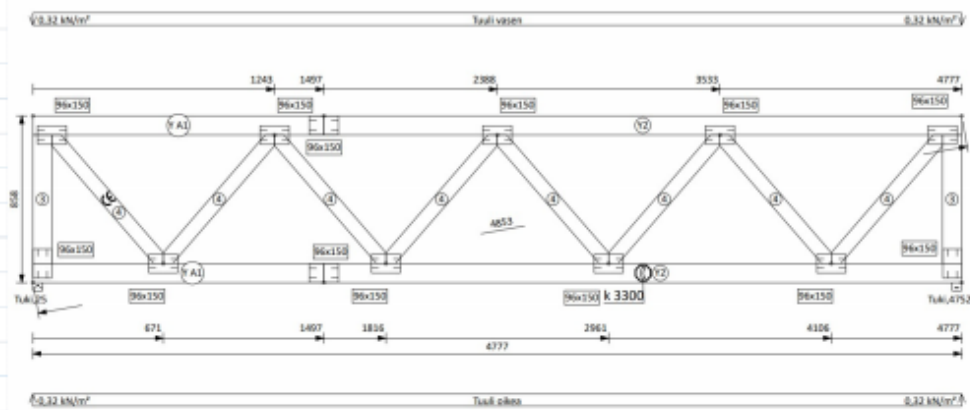 0,32 kN/m² Tuuli vasen 0,32 kN/m²
1243 1497 2388 3533 4777
96x150 96x150 96x150 96x150 96x150
Y A1 Y2
96x150
858
3 4 4 4 4 4 4 4 3
4853
96x150 96x150 96x150
Y A1 Y2
Tuki,25 96x150 96x150 96x150 k 3300 96x150 Tuki,4752
671 1497 1816 2961 4106 4777
4777
-0,32 kN/m² Tuuli oikea 0,32 kN/m²